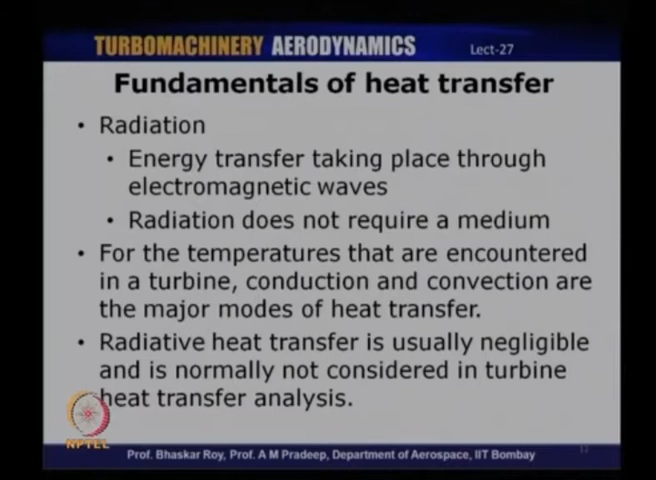 TURBOMACHINERY AERODYNAMICS Lect-27
Fundamentals of heat transfer
• Radiation
• Energy transfer taking place through
electromagnetic waves
• Radiation does not require a medium
• For the temperatures that are encountered
in a turbine, conduction and convection are
the major modes of heat transfer.
• Radiative heat transfer is usually negligible
and is normally not considered in turbine
heat transfer analysis.
NPTEL
Prof. Bhaskar Roy, Prof. A M Pradeep, Department of Aerospace, IIT Bombay